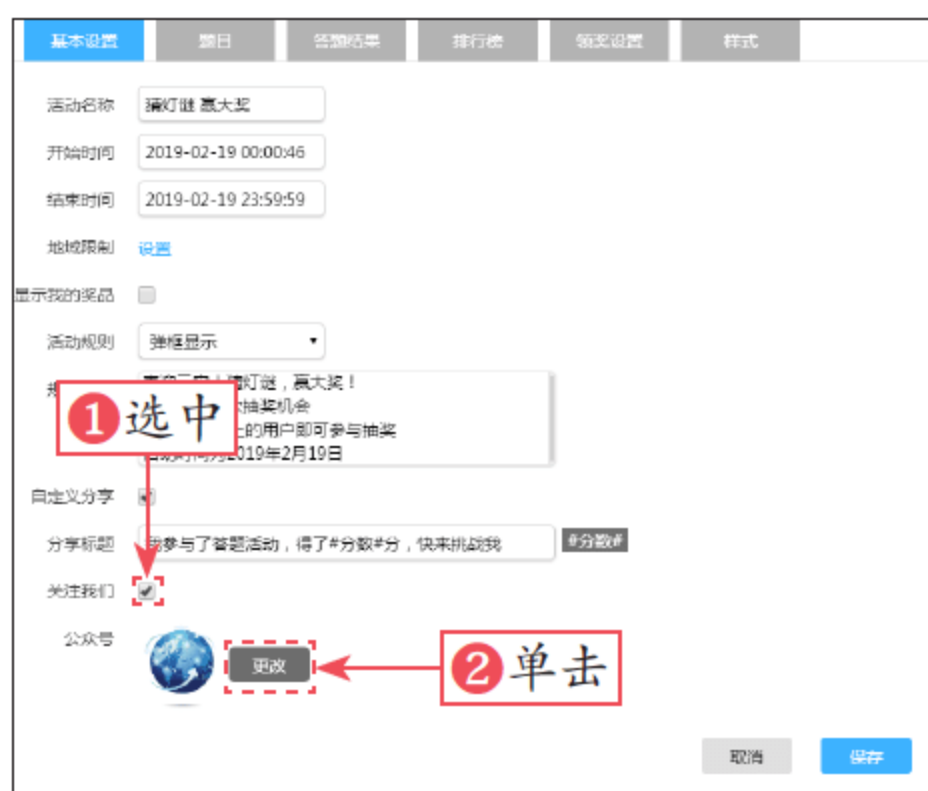 基本设置 题目 答题结果 排行榜 领奖设置 样式
活动名称 猜灯谜 赢大奖
开始时间 2019-02-19 00:00:46
结束时间 2019-02-19 23:59:59
地域限制 设置
显示我的奖品
活动规则 弹框显示
猜灯谜，赢大奖！
抽奖机会
上的用户即可参与抽奖
2019年2月19日
❶选中
自定义分享
分享标题 我参与了答题活动，得了#分数#分，快来挑战我 #分数#
关注我们
公众号 更改 ❷单击
取消 保存